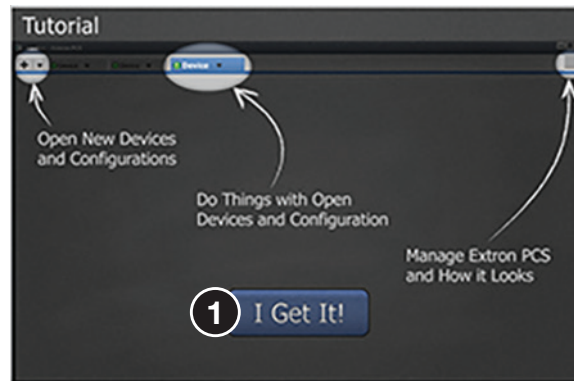 Tutorial
Device
Open New Devices
and Configurations
Do Things with Open
Devices and Configuration
Manage Extron PCS
and How it Looks
1 I Get It!